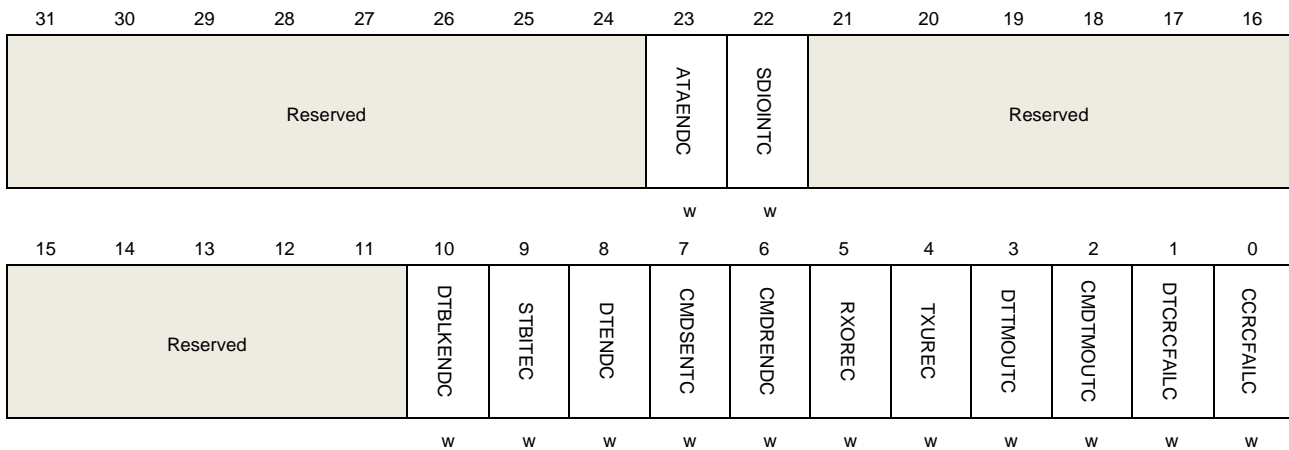 31 30 29 28 27 26 25 24 23 22 21 20 19 18 17 16
Reserved ATAENDC SDIOINTC Reserved
w w
15 14 13 12 11 10 9 8 7 6 5 4 3 2 1 0
Reserved DTBLKENDC STBITEC DTENDC CMDSENTC CMDRENDC RXOREC TXUREC DTTMOUTC CMDTMOUTC DTCRCFAILC CCRCFAILC
w w w w w w w w w w w